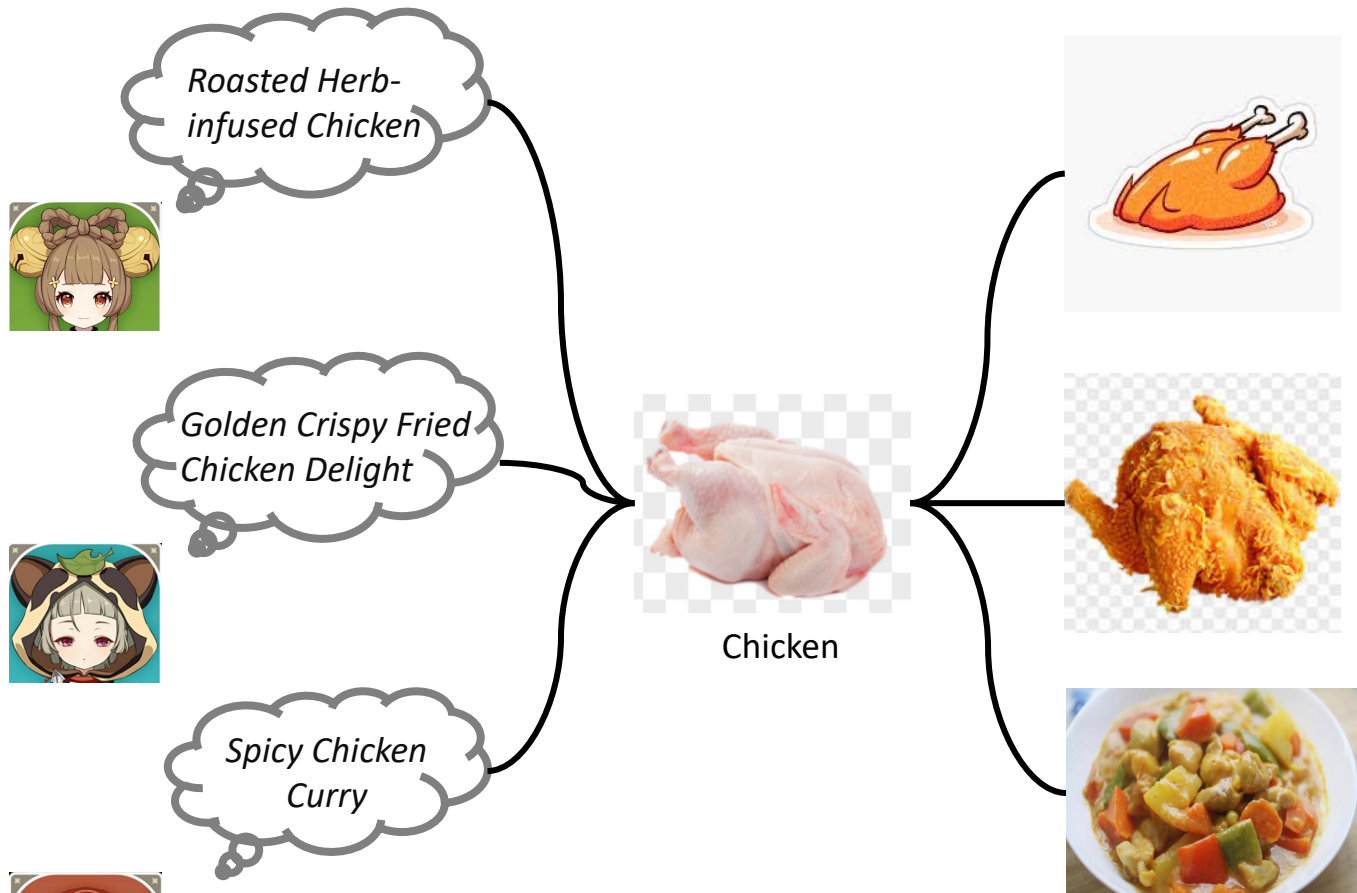 Roasted Herb-
infused Chicken
Golden Crispy Fried
Chicken Delight
Chicken
Spicy Chicken
Curry